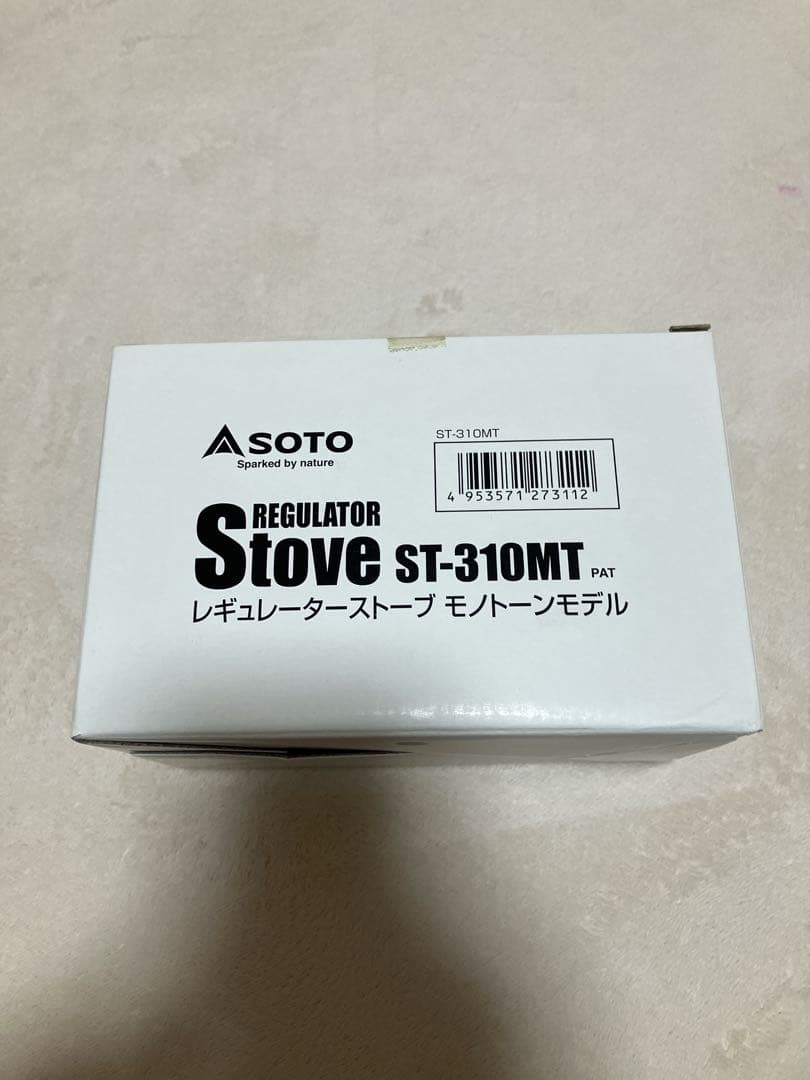 SOTO
Sparked by nature
ST-310MT
4 953571 273112
REGULATOR
Stove ST-310MT PAT
レギュレーターストーブ モノトーンモデル